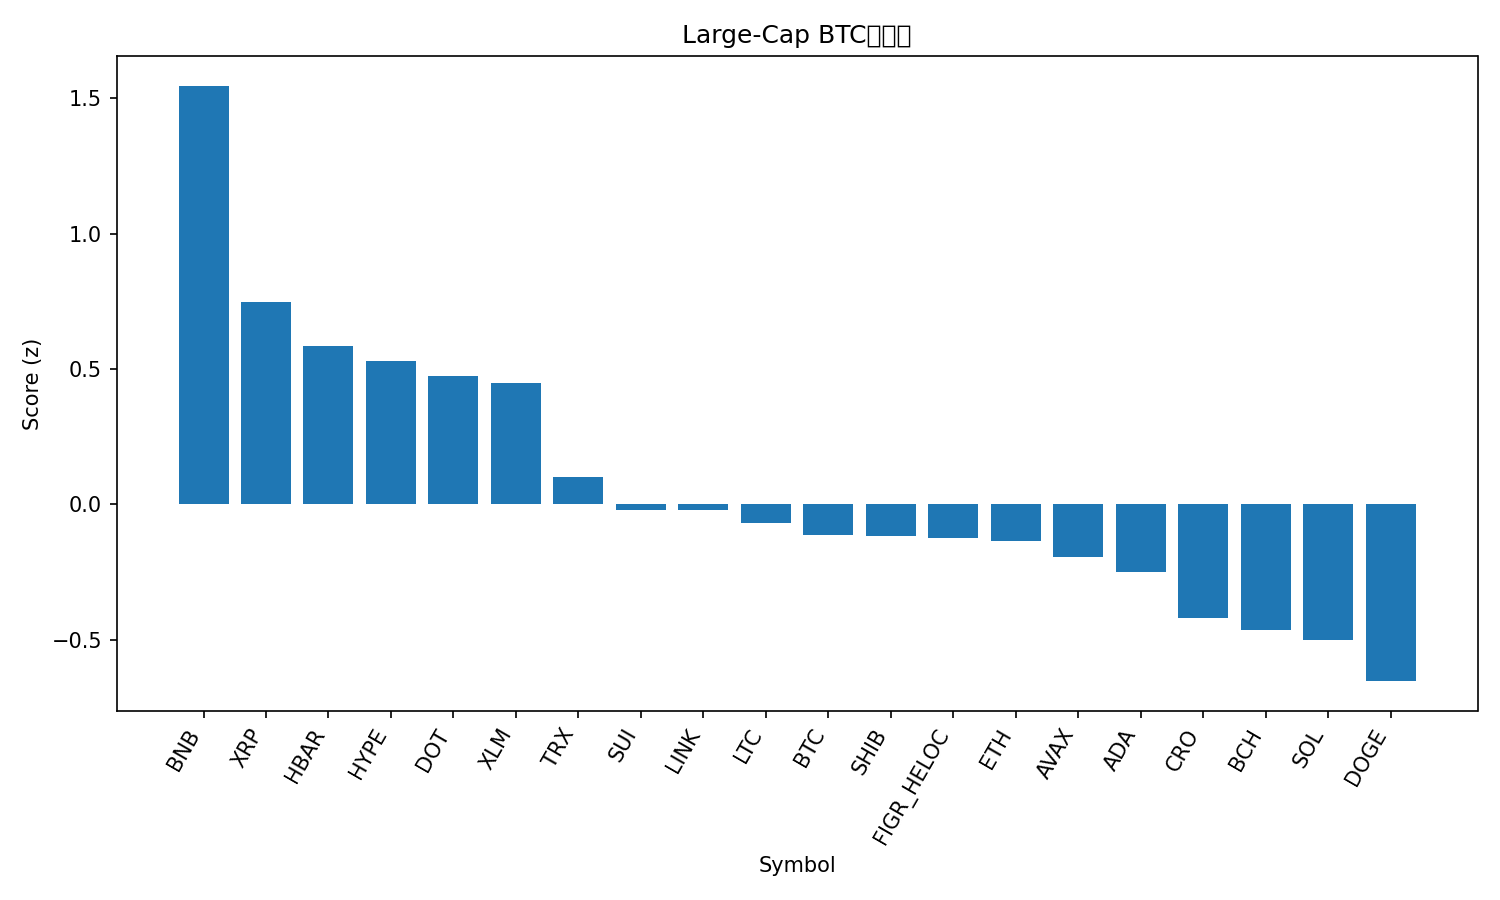 Large-Cap BTC
Score (z)
1.5
1.0
0.5
0.0
−0.5
BNB
XRP
HBAR
HYPE
DOT
XLM
TRX
SUI
LINK
LTC
BTC
SHIB
FIGR_HELOC
ETH
AVAX
ADA
CRO
BCH
SOL
DOGE
Symbol